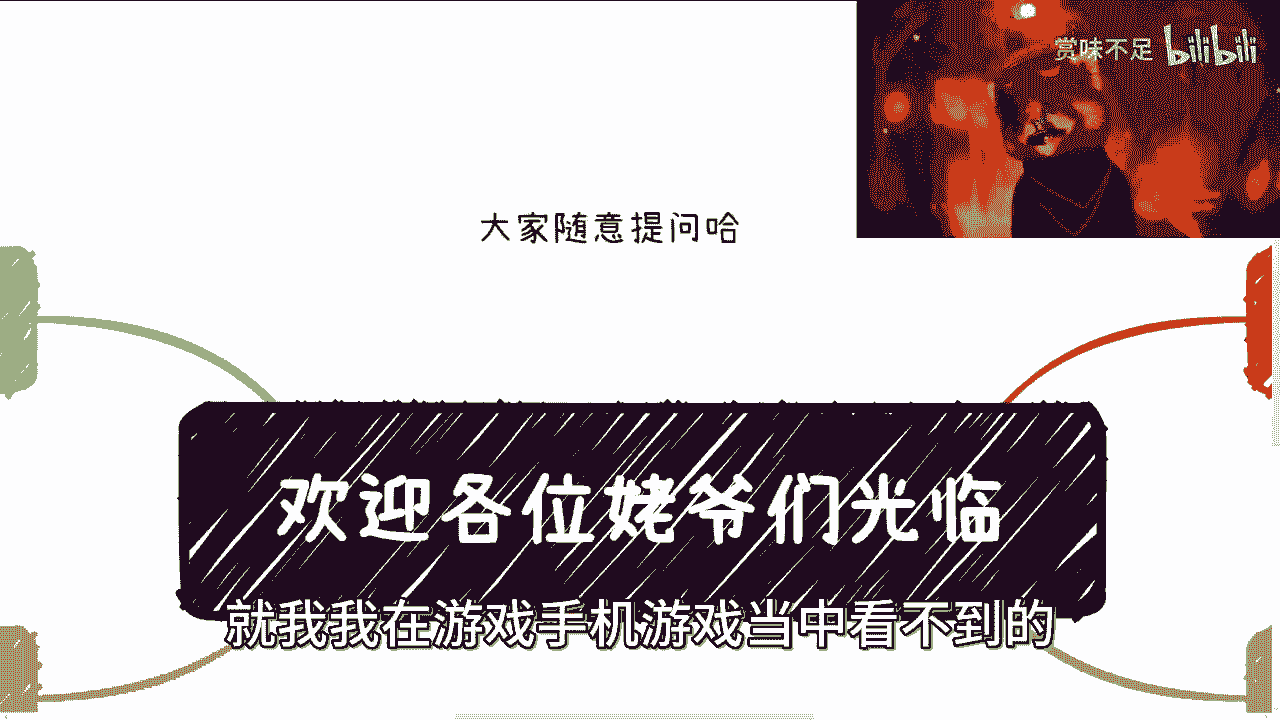 赏味不足 bilibili
大家随意提问哈
欢迎各位姥爷们光临
就我我在游戏手机游戏当中看不到的